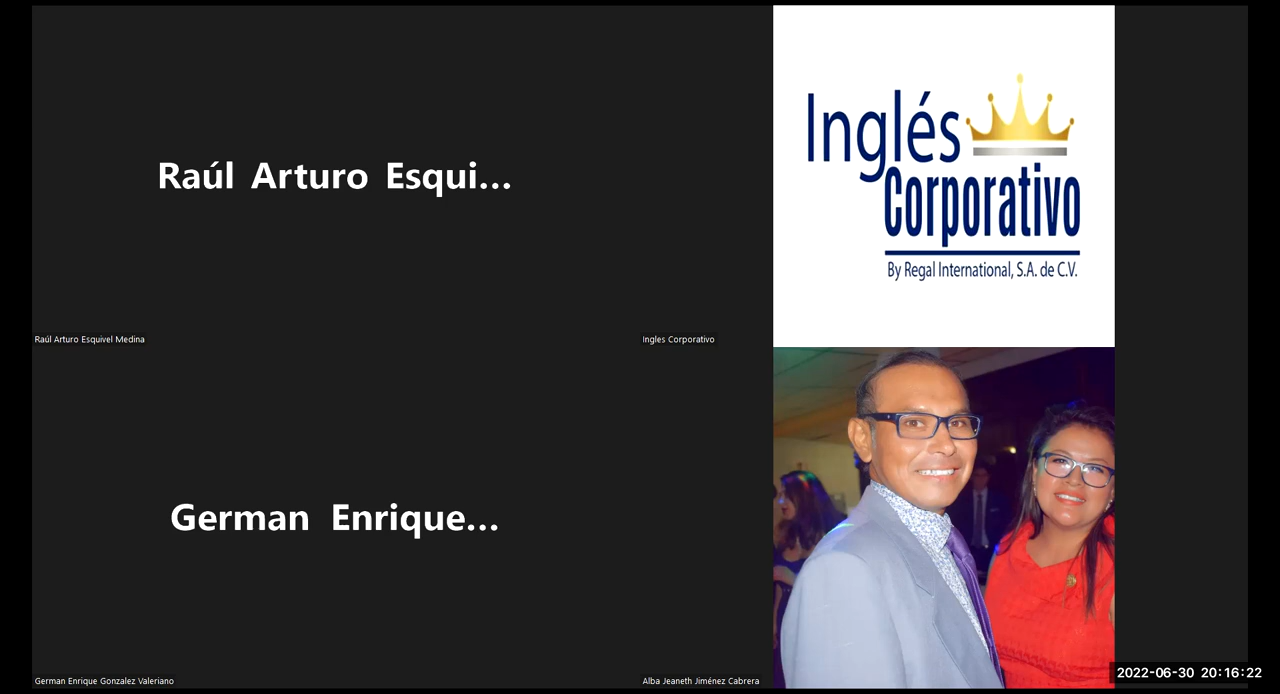 Raúl Arturo Esqui...
Inglés
Corporativo
By Regal International, S.A. de C.V.
Raúl Arturo Esquivel Medina
Ingles Corporativo
German Enrique...
German Enrique Gonzalez Valeriano
Alba Jeaneth Jiménez Cabrera
2022-06-30 20:16:22